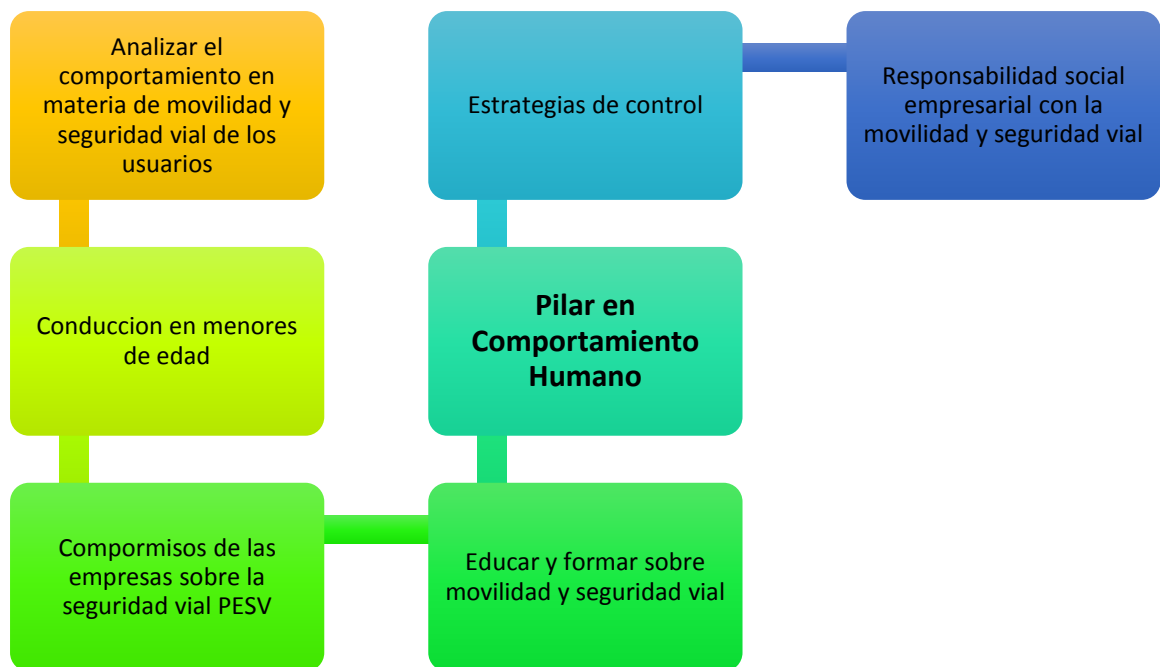 Analizar el
comportamiento en
materia de movilidad y
seguridad vial de los
usuarios
Conduccion en menores
de edad
Compormisos de las
empresas sobre la
seguridad vial PESV
Educar y formar sobre
movilidad y seguridad vial
Pilar en
Comportamiento
Humano
Estrategias de control
Responsabilidad social
empresarial con la
movilidad y seguridad vial